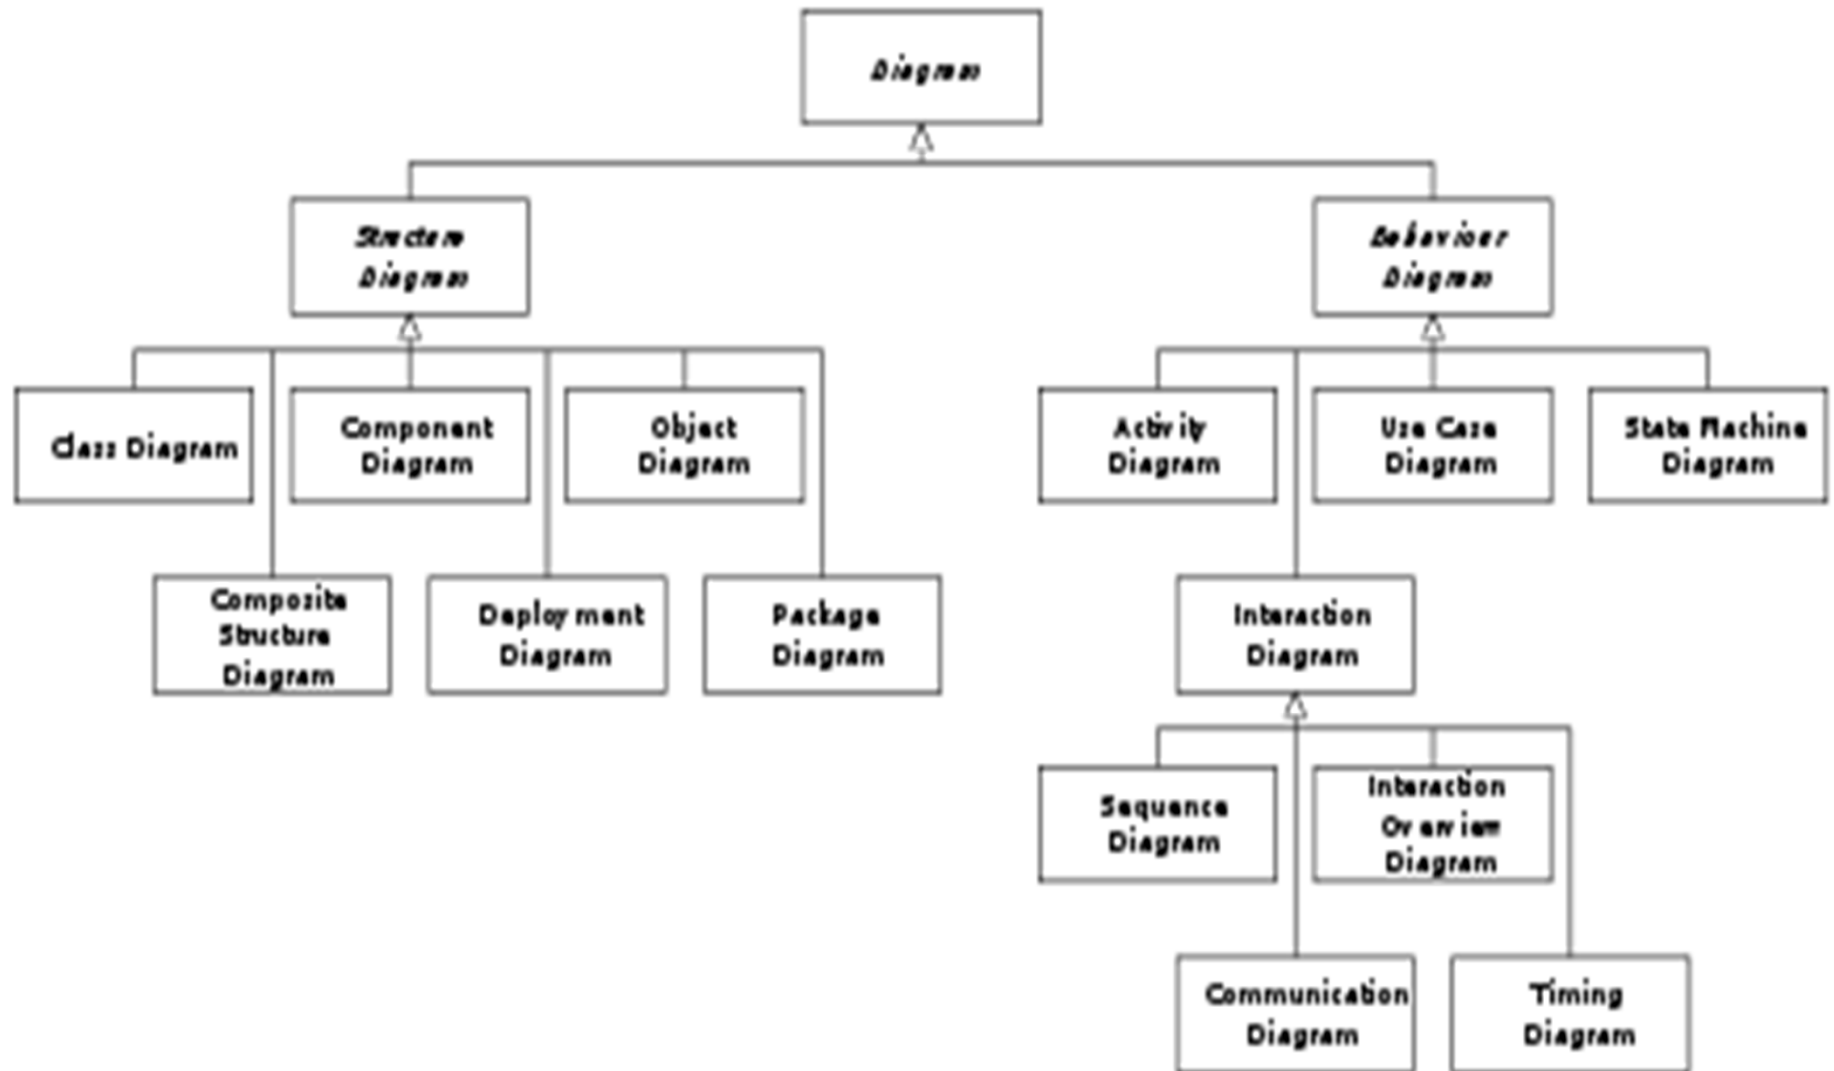 Diagram
Structure
Diagram
Behaviour
Diagram
Class Diagram
Component
Diagram
Object
Diagram
Activity
Diagram
Use Case
Diagram
State Machine
Diagram
Composite
Structure
Diagram
Deployment
Diagram
Package
Diagram
Interaction
Diagram
Sequence
Diagram
Interaction
Overview
Diagram
Communication
Diagram
Timing
Diagram